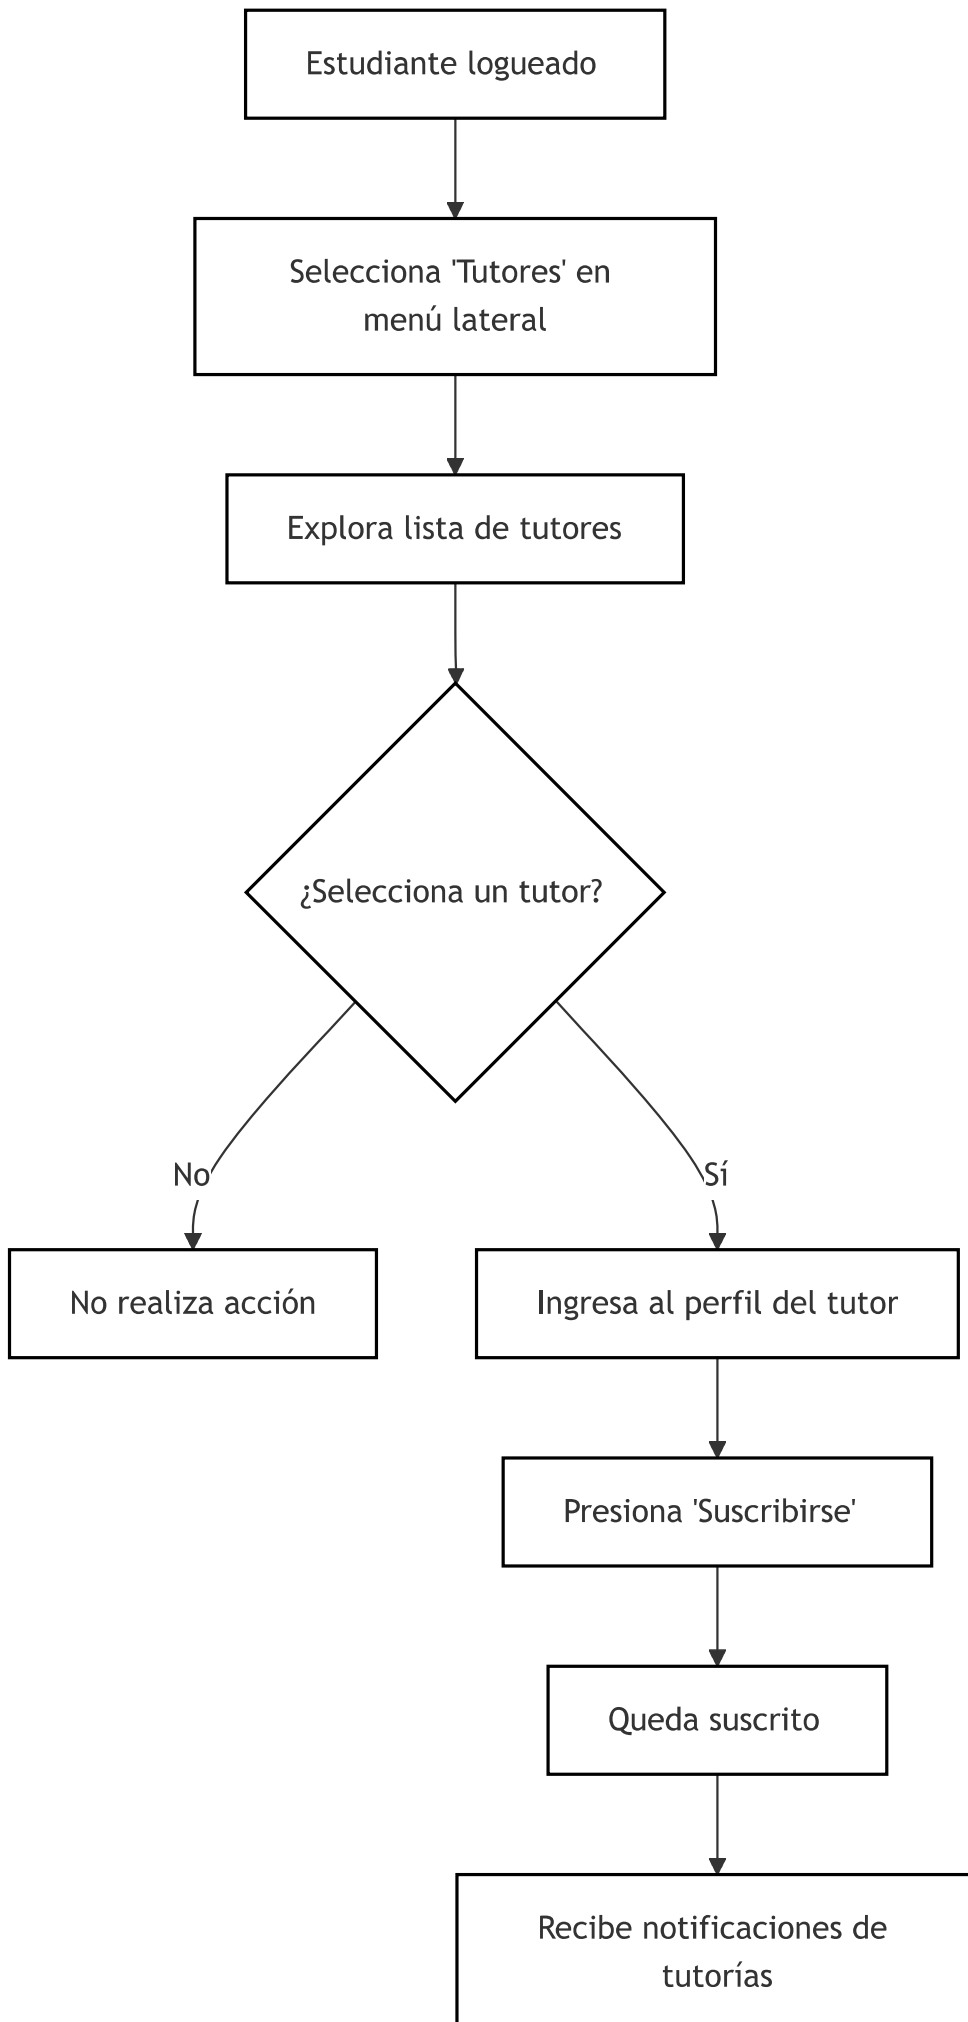 Estudiante logueado
Selecciona 'Tutores' en
menú lateral
Explora lista de tutores
¿Selecciona un tutor?
No
Sí
No realiza acción
Ingresa al perfil del tutor
Presiona 'Suscribirse'
Queda suscrito
Recibe notificaciones de
tutorías